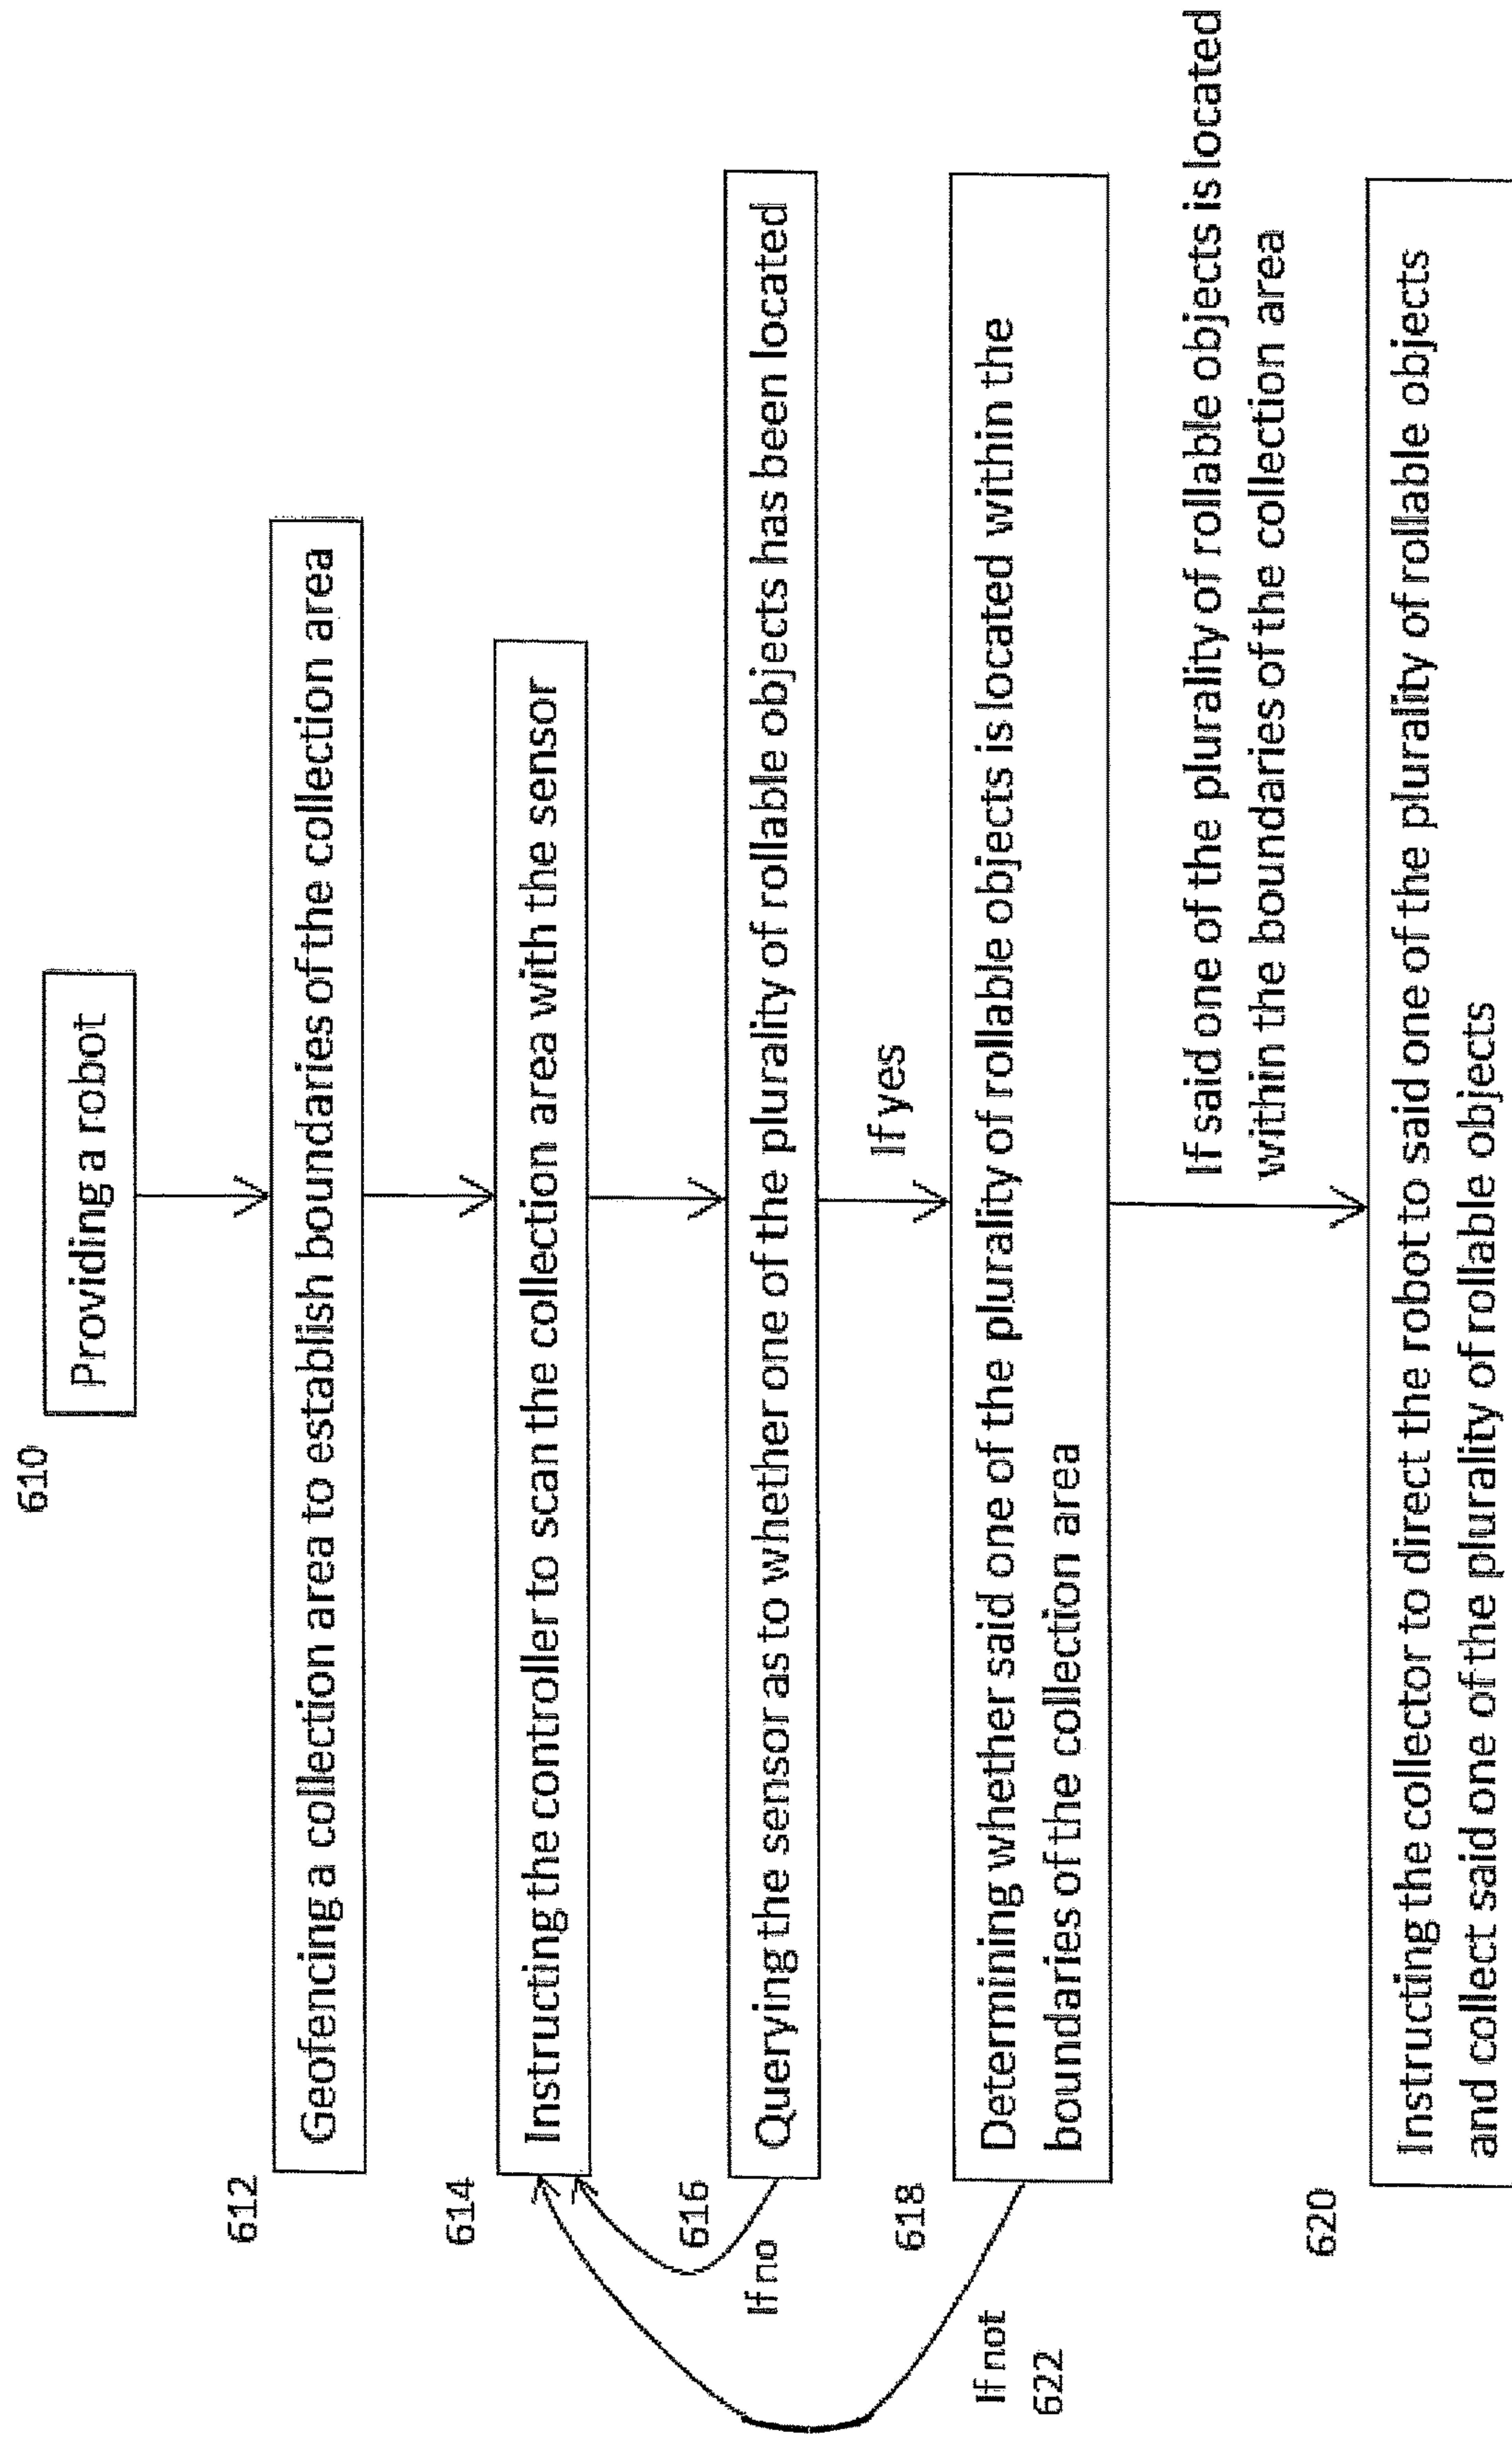 610
Providing a robot
612
Geofencing a collection area to establish boundaries of the collection area
614
Instructing the controller to scan the collection area with the sensor
616
Querying the sensor as to whether one of the plurality of rollable objects has been located
If no
If yes
618
Determining whether said one of the plurality of rollable objects is located within the
boundaries of the collection area
If not
622
If said one of the plurality of rollable objects is located
within the boundaries of the collection area
620
Instructing the collector to direct the robot to said one of the plurality of rollable objects
and collect said one of the plurality of rollable objects